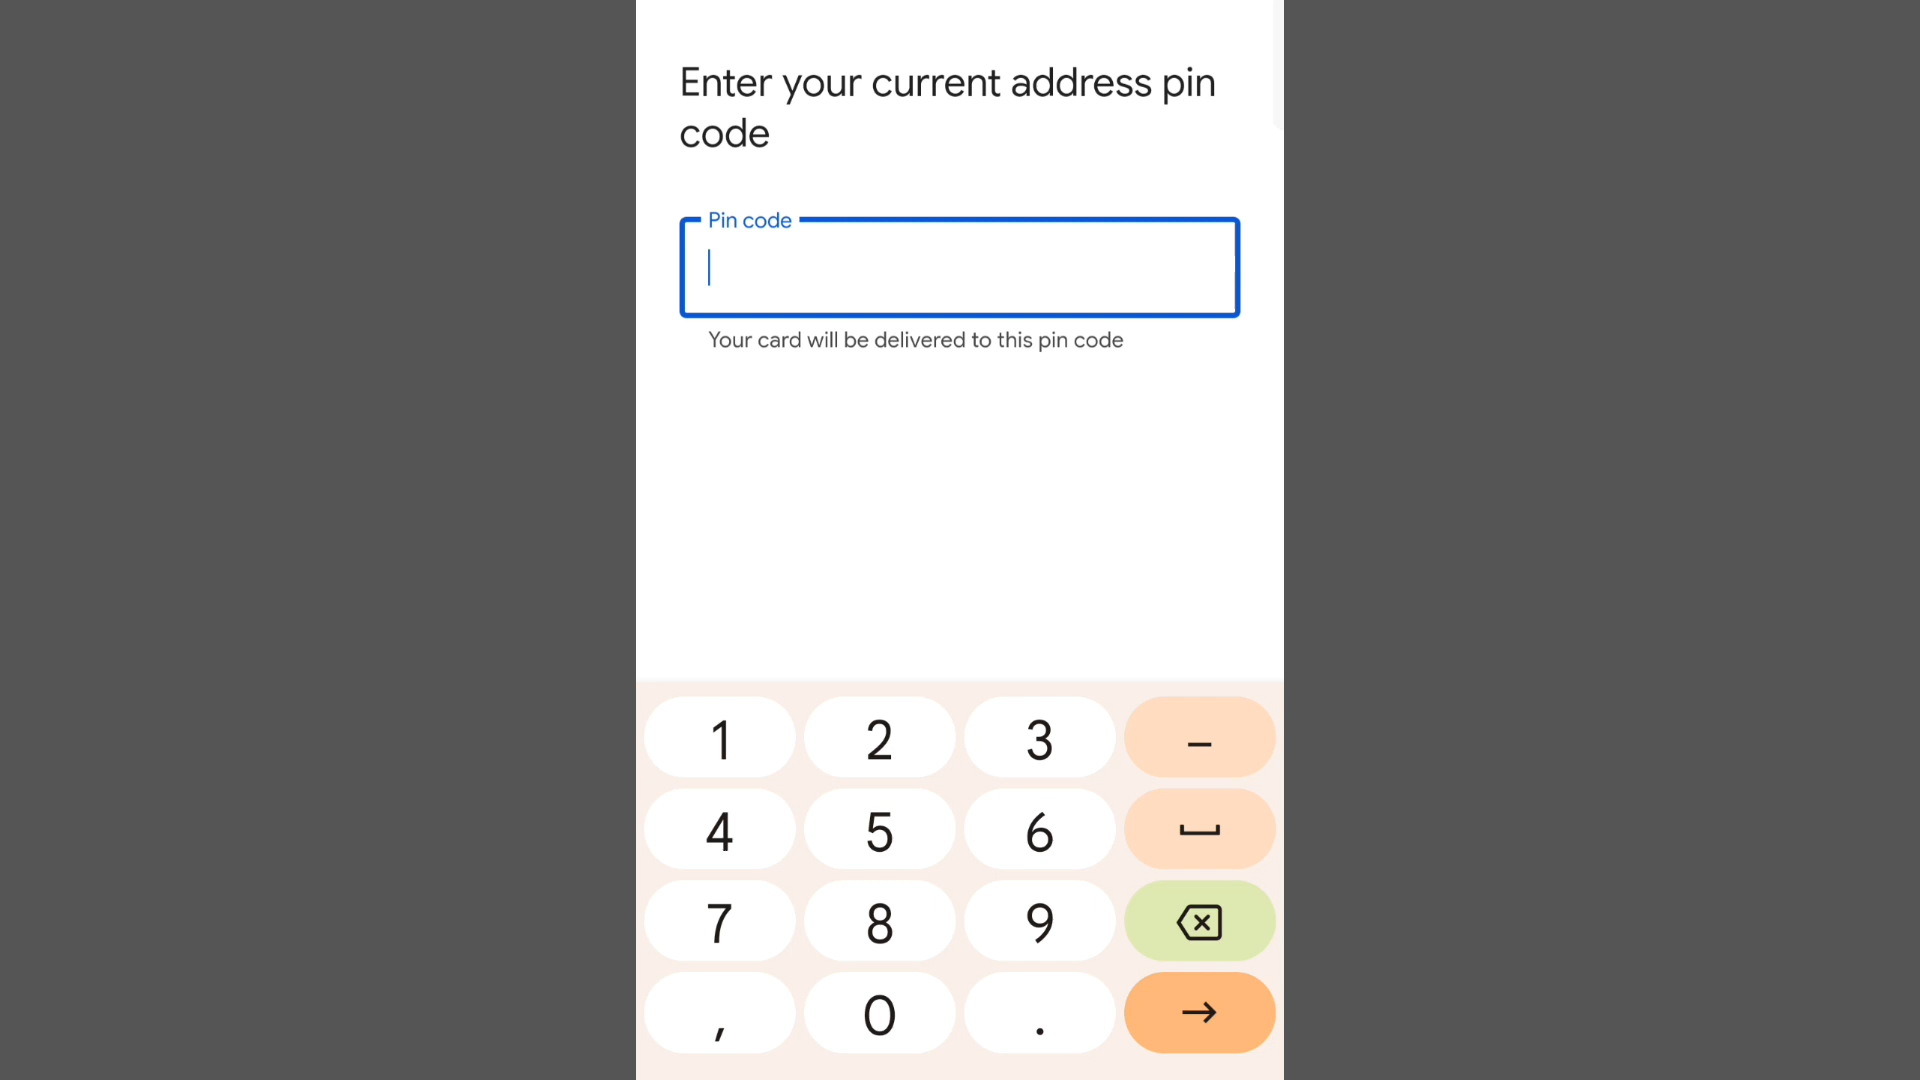 Enter your current address pin
code
Pin code
Your card will be delivered to this pin code
1 2 3 –
4 5 6
7 8 9
, 0 . →